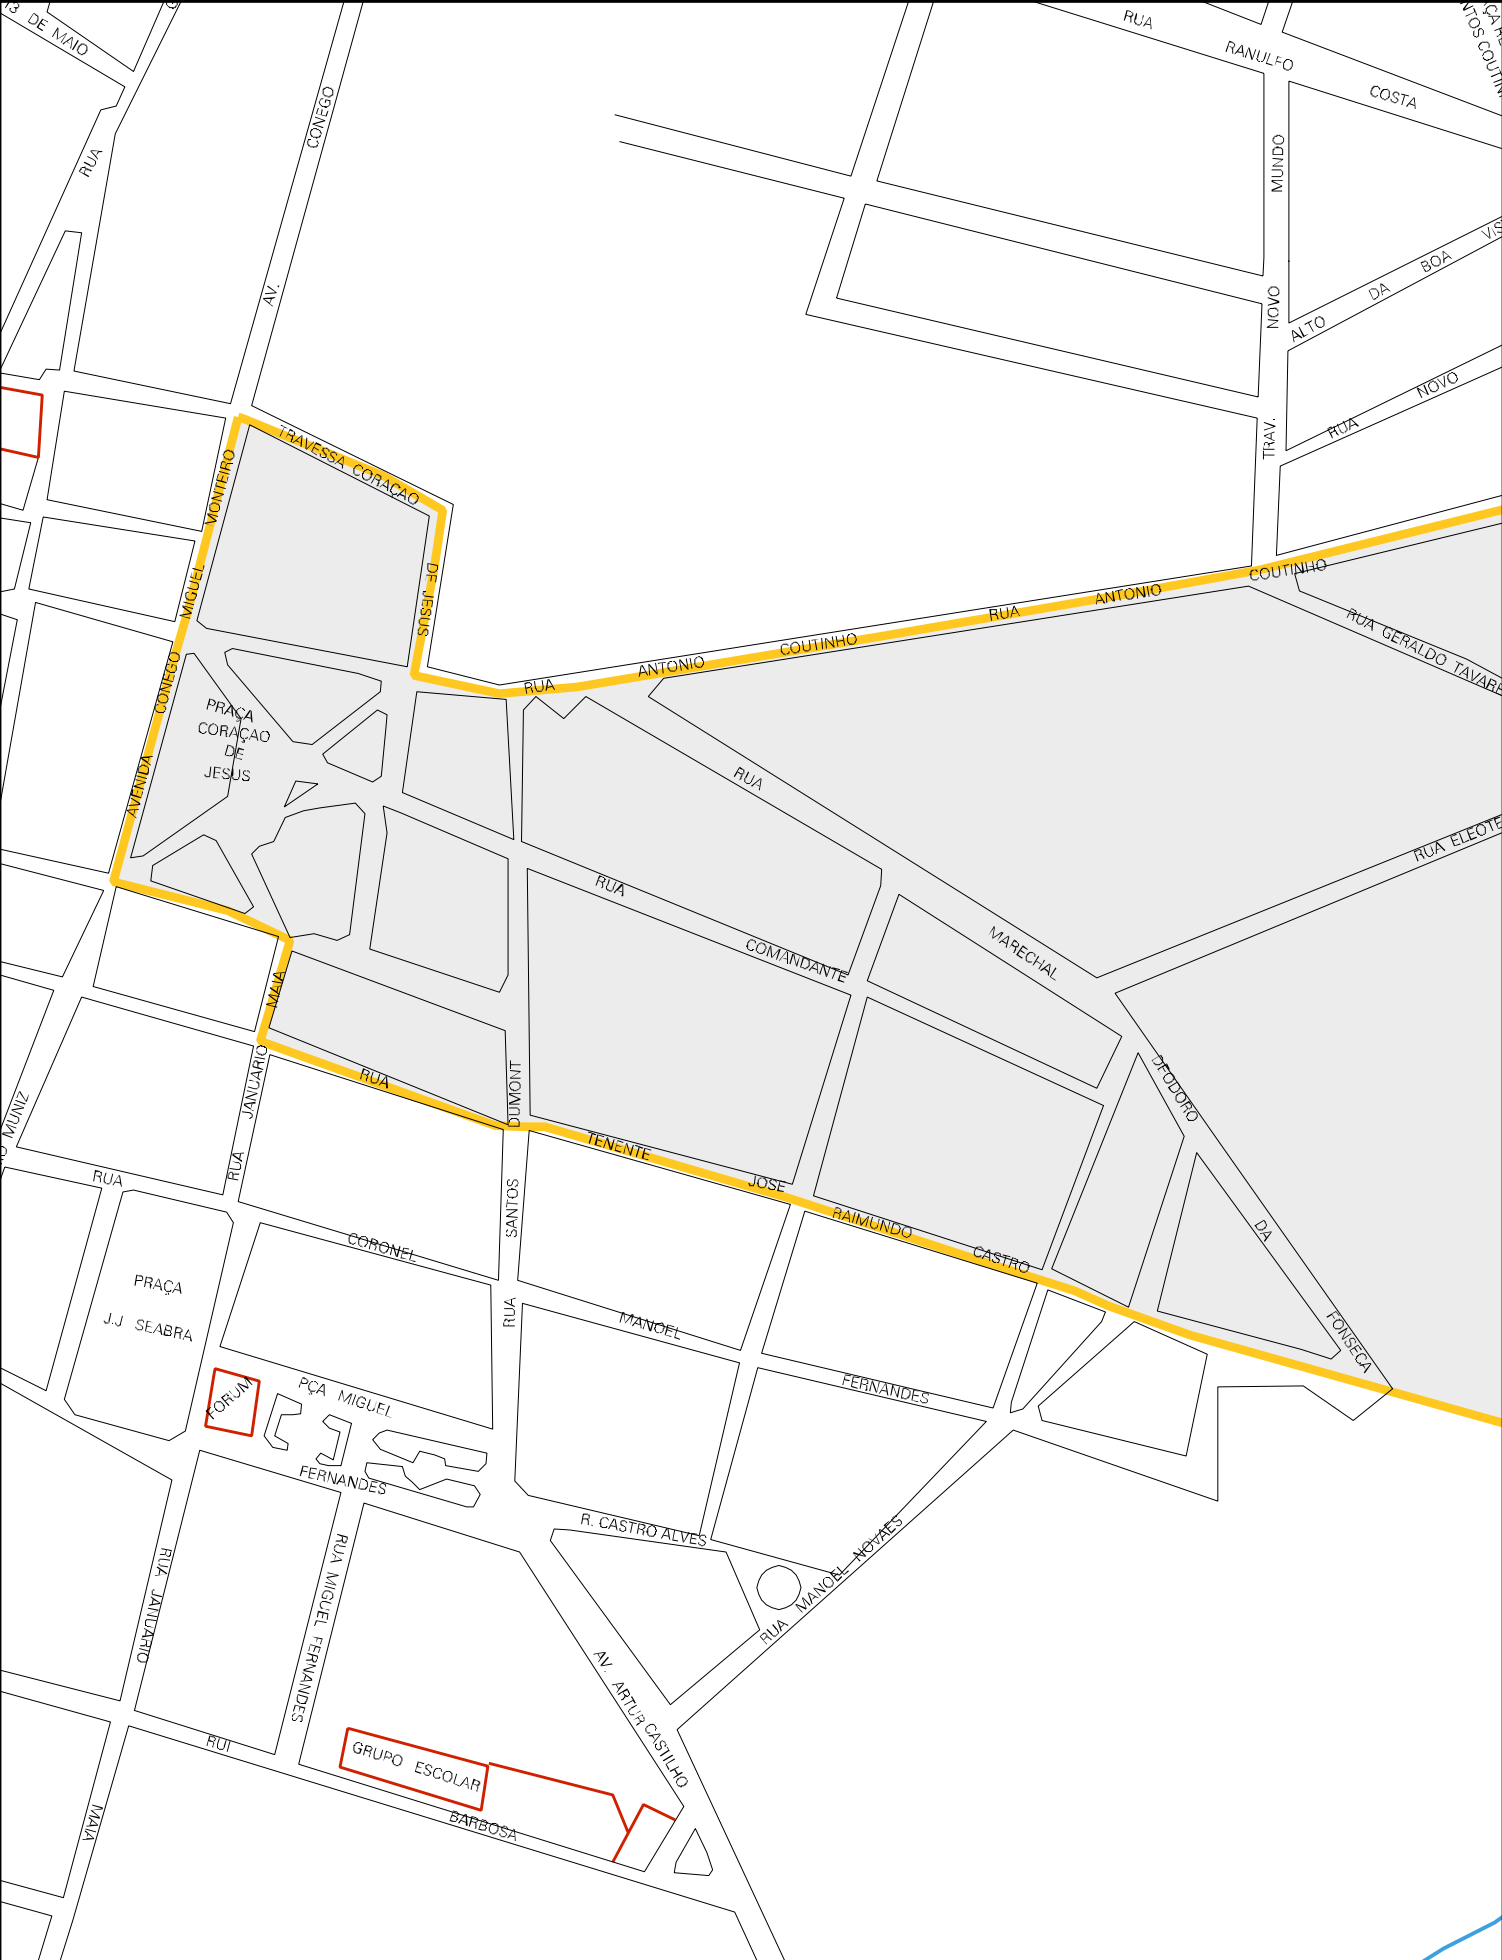 13 DE MAIO
RUA
CONEGO
AV.
RUA
RANULFO
COSTA
MUNDO
NOVO
TRAV.
ALTO DA BOA
RUA NOVO
TRAVESSA CORAÇAO
DE JESUS
AVENIDA CONEGO MIGUEL MONTEIRO
RUA ANTONIO COUTINHO
RUA ANTONIO COUTINHO
RUA GERALDO
PRAÇA
CORAÇAO
DE
JESUS
RUA
MARECHAL
DEODORO
DA
FONSECA
RUA
COMANDANTE
RUA
MAIA
JANUARIO
RUA
RUA
TENENTE
JOSE
RAIMUNDO
CASTRO
DUMONT
SANTOS
RUA
MUNIZ
RUA
CORONEL
MANOEL
FERNANDES
PRAÇA
J.J SEABRA
FORUM
PÇA MIGUEL
FERNANDES
R. CASTRO ALVES
RUA MANOEL NOVAES
RUA JANUARIO
MAIA
RUA MIGUEL FERNANDES
AV. ARTUR CASTILHO
RUI
BARBOSA
GRUPO ESCOLAR